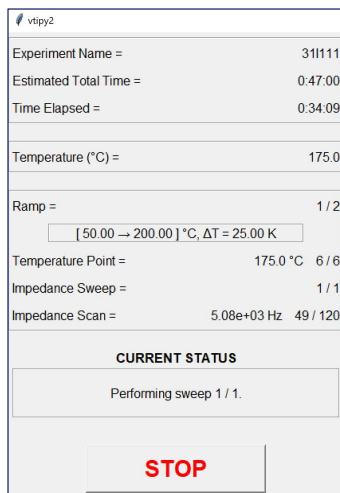 vtipy2
Experiment Name = 31I111
Estimated Total Time = 0:47:00
Time Elapsed = 0:34:09
Temperature (°C) = 175.0
Ramp = 1 / 2
[ 50.00 → 200.00 ] °C, ΔT = 25.00 K
Temperature Point = 175.0 °C 6 / 6
Impedance Sweep = 1 / 1
Impedance Scan = 5.08e+03 Hz 49 / 120
CURRENT STATUS
Performing sweep 1 / 1.
STOP